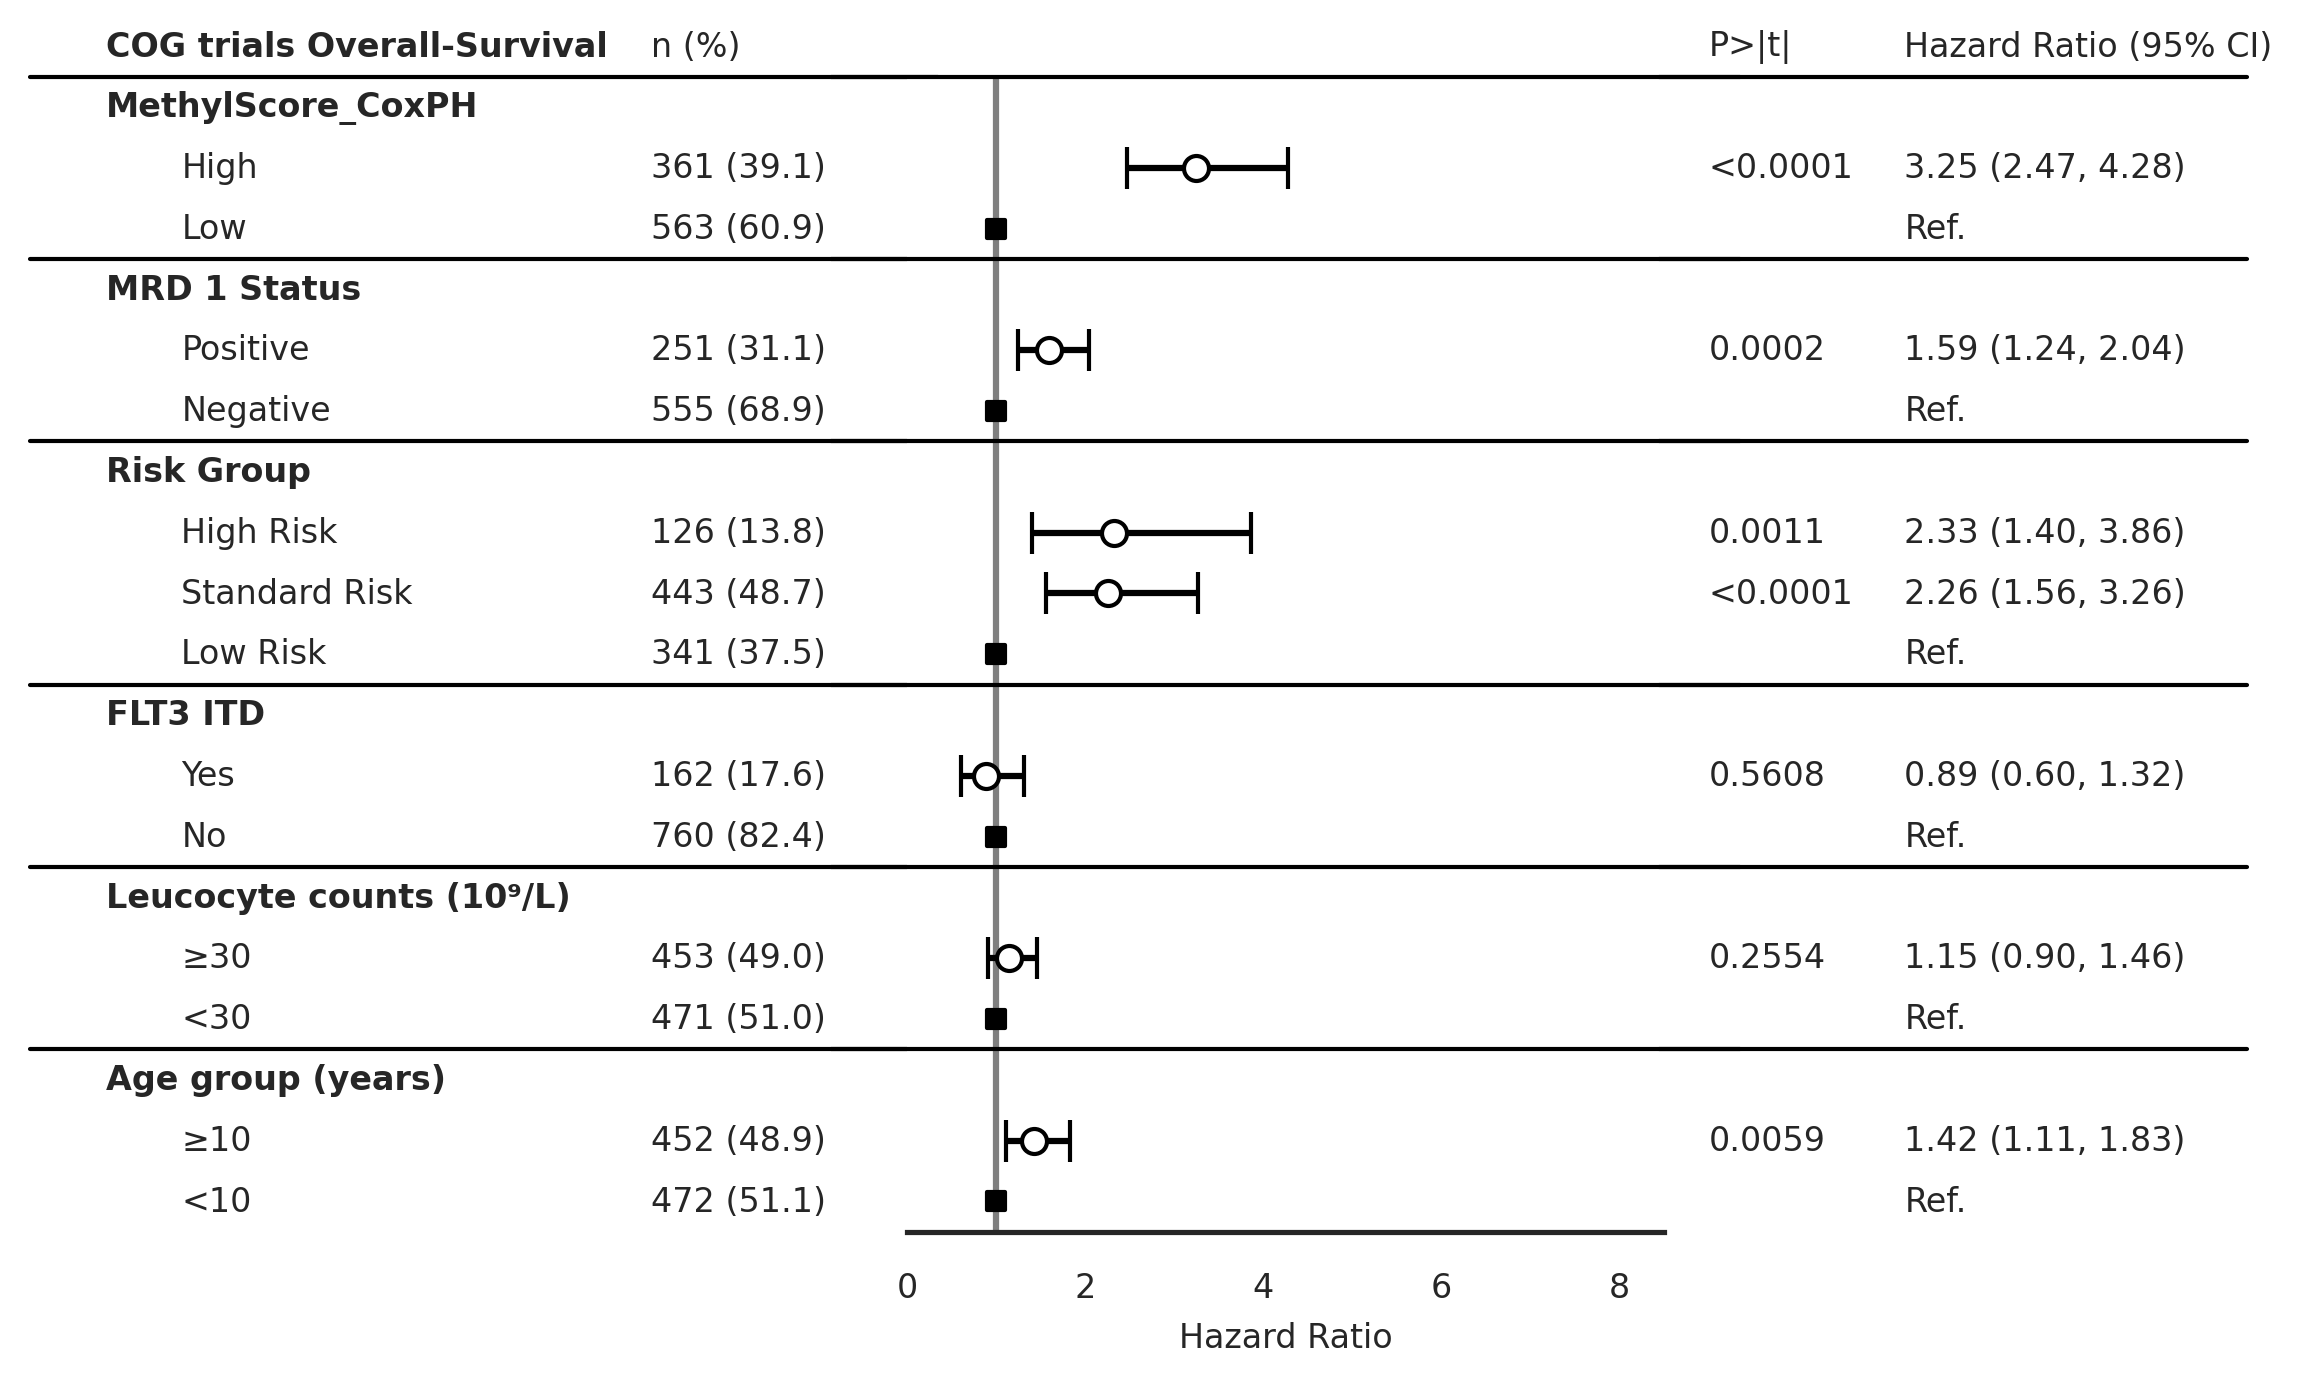 COG trials Overall-Survival n (%) P>|t| Hazard Ratio (95% CI)
MethylScore_CoxPH
High 361 (39.1) <0.0001 3.25 (2.47, 4.28)
Low 563 (60.9) Ref.
MRD 1 Status
Positive 251 (31.1) 0.0002 1.59 (1.24, 2.04)
Negative 555 (68.9) Ref.
Risk Group
High Risk 126 (13.8) 0.0011 2.33 (1.40, 3.86)
Standard Risk 443 (48.7) <0.0001 2.26 (1.56, 3.26)
Low Risk 341 (37.5) Ref.
FLT3 ITD
Yes 162 (17.6) 0.5608 0.89 (0.60, 1.32)
No 760 (82.4) Ref.
Leucocyte counts (10⁹/L)
≥30 453 (49.0) 0.2554 1.15 (0.90, 1.46)
<30 471 (51.0) Ref.
Age group (years)
≥10 452 (48.9) 0.0059 1.42 (1.11, 1.83)
<10 472 (51.1) Ref.
0 2 4 6 8
Hazard Ratio